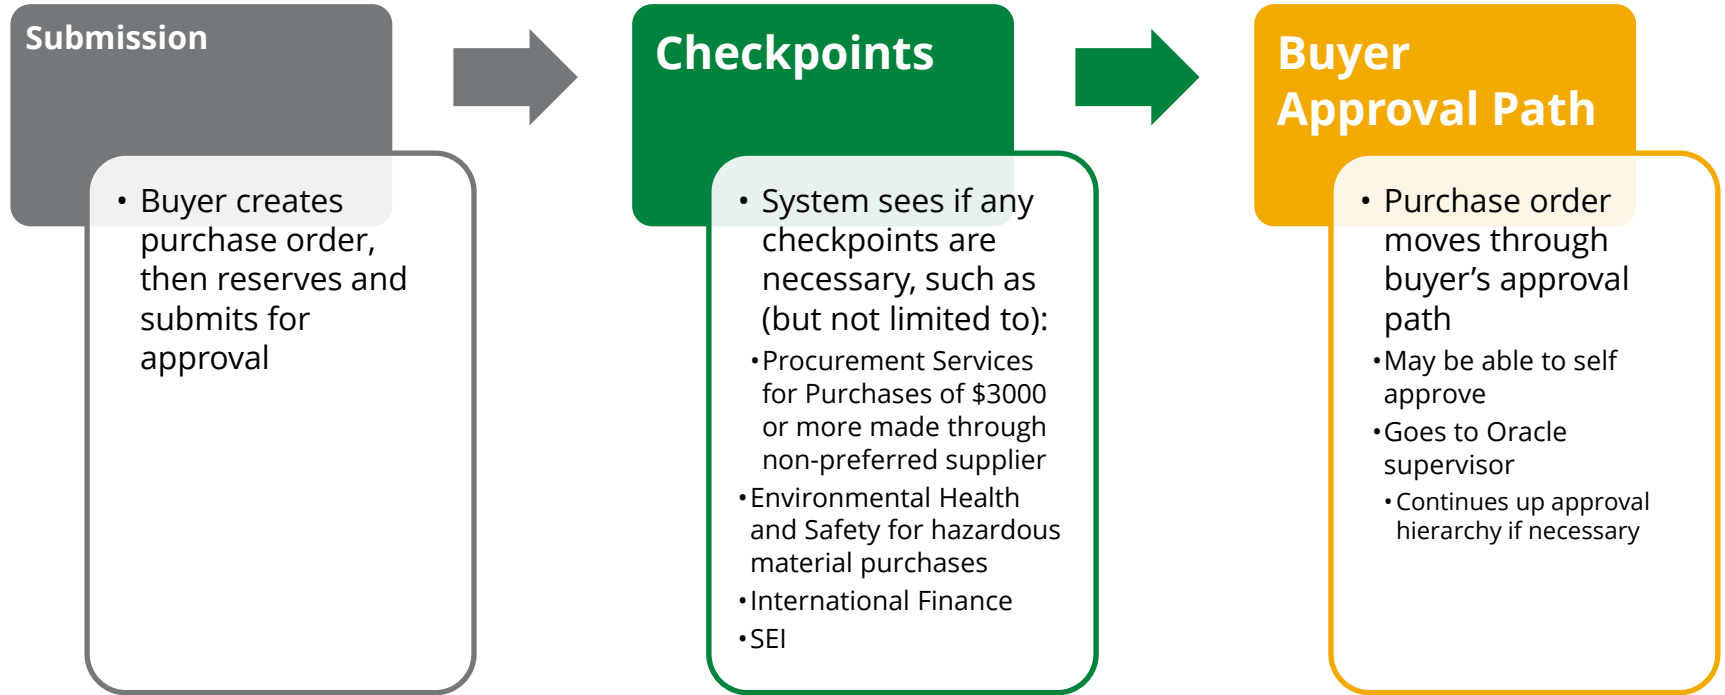 Submission
• Buyer creates
purchase order,
then reserves and
submits for
approval
Checkpoints
• System sees if any
checkpoints are
necessary, such as
(but not limited to):
•Procurement Services
for Purchases of $3000
or more made through
non-preferred supplier
•Environmental Health
and Safety for hazardous
material purchases
•International Finance
•SEI
Buyer
Approval Path
• Purchase order
moves through
buyer’s approval
path
•May be able to self
approve
•Goes to Oracle
supervisor
•Continues up approval
hierarchy if necessary